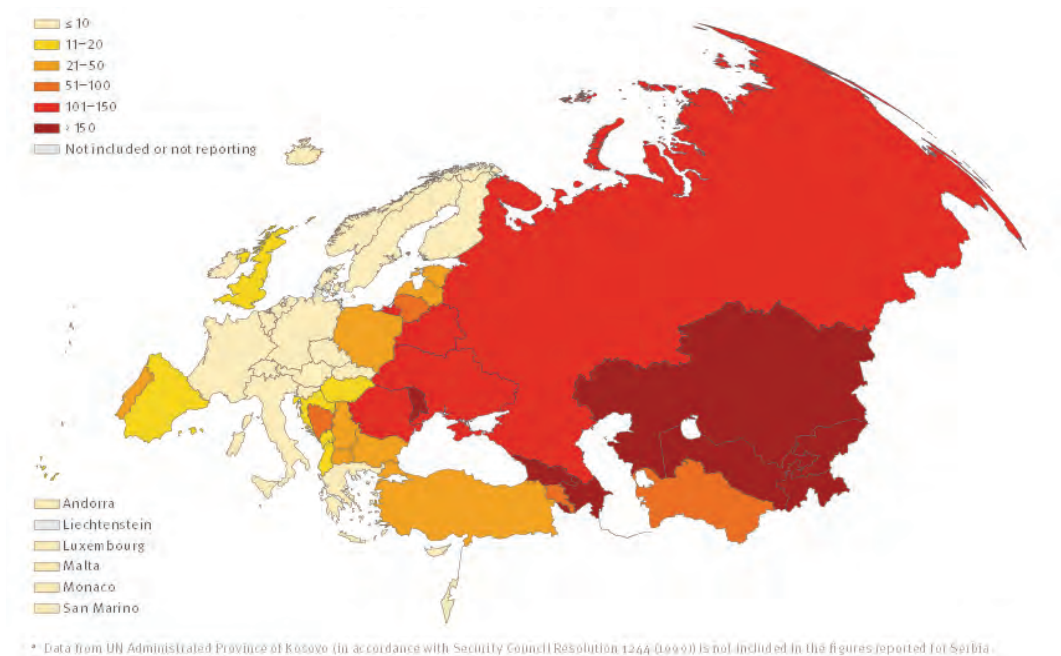 ≤ 10
11–20
21–50
51–100
101–150
> 150
Not included or not reporting
Andorra
Liechtenstein
Luxembourg
Malta
Monaco
San Marino
* Data from UN Administrated Province of Kosovo (in accordance with Security Council Resolution 1244 (1999)) is not included in the figures reported for Serbia.